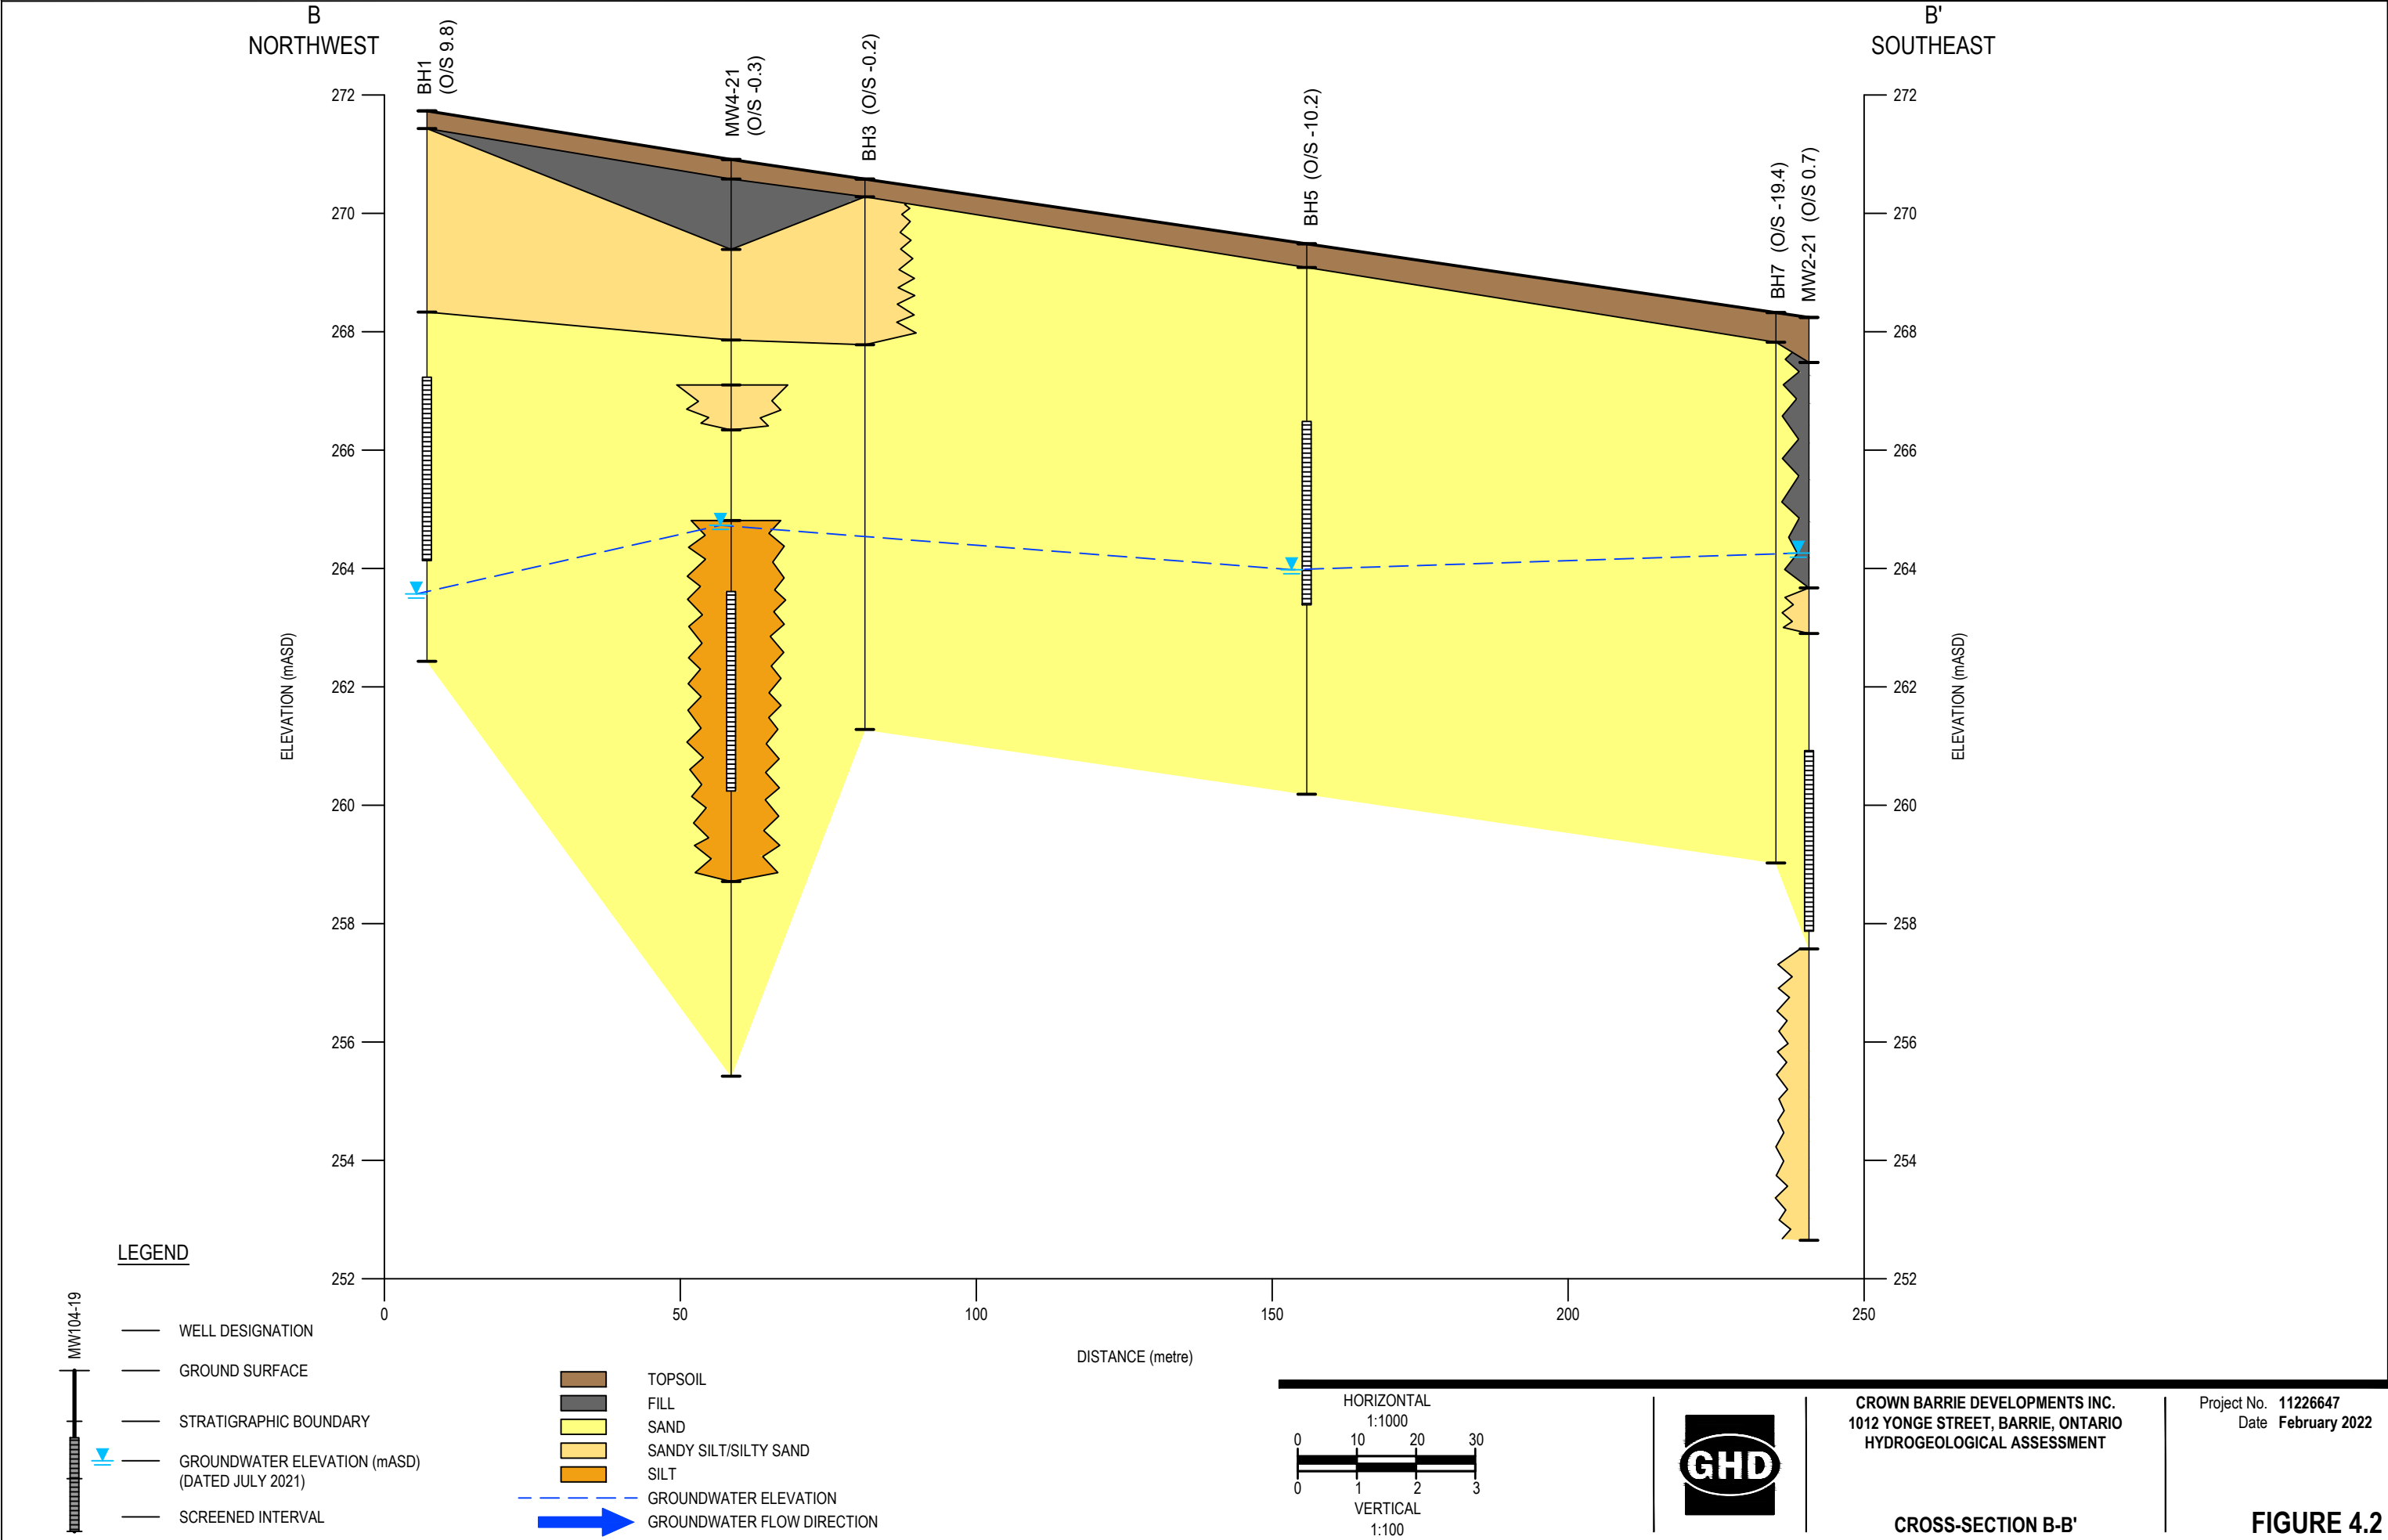 B
NORTHWEST
B'
SOUTHEAST
BH1
(O/S 9.8)
MW4-21
(O/S -0.3)
BH3 (O/S -0.2)
BH5 (O/S -10.2)
BH7 (O/S -19.4)
MW2-21 (O/S 0.7)
272
270
268
266
264
262
260
258
256
254
252
ELEVATION (mASD)
272
270
268
266
264
262
260
258
256
254
252
ELEVATION (mASD)
0
50
100
150
200
250
DISTANCE (metre)
LEGEND
MW104-19
WELL DESIGNATION
GROUND SURFACE
STRATIGRAPHIC BOUNDARY
GROUNDWATER ELEVATION (mASD)
(DATED JULY 2021)
SCREENED INTERVAL
TOPSOIL
FILL
SAND
SANDY SILT/SILTY SAND
SILT
GROUNDWATER ELEVATION
GROUNDWATER FLOW DIRECTION
HORIZONTAL
1:1000
0 10 20 30
0 1 2 3
VERTICAL
1:100
GHD
CROWN BARRIE DEVELOPMENTS INC.
1012 YONGE STREET, BARRIE, ONTARIO
HYDROGEOLOGICAL ASSESSMENT
CROSS-SECTION B-B'
Project No. 11226647
Date February 2022
FIGURE 4.2